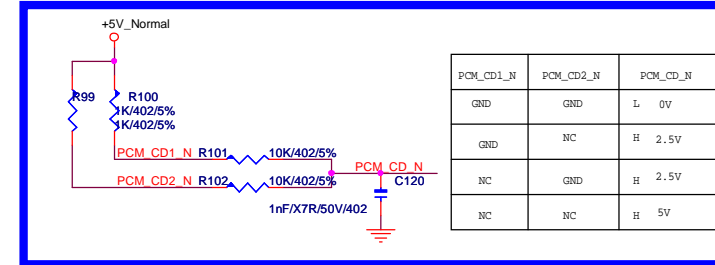 +5V_Normal
R99
R100
1K/402/5%
1K/402/5%
PCM_CD1_N R101 10K/402/5%
PCM_CD2_N R102 10K/402/5%
PCM_CD_N
C120
1nF/X7R/50V/402
PCM_CD1_N PCM_CD2_N PCM_CD_N
GND GND L 0V
GND NC H 2.5V
NC GND H 2.5V
NC NC H 5V